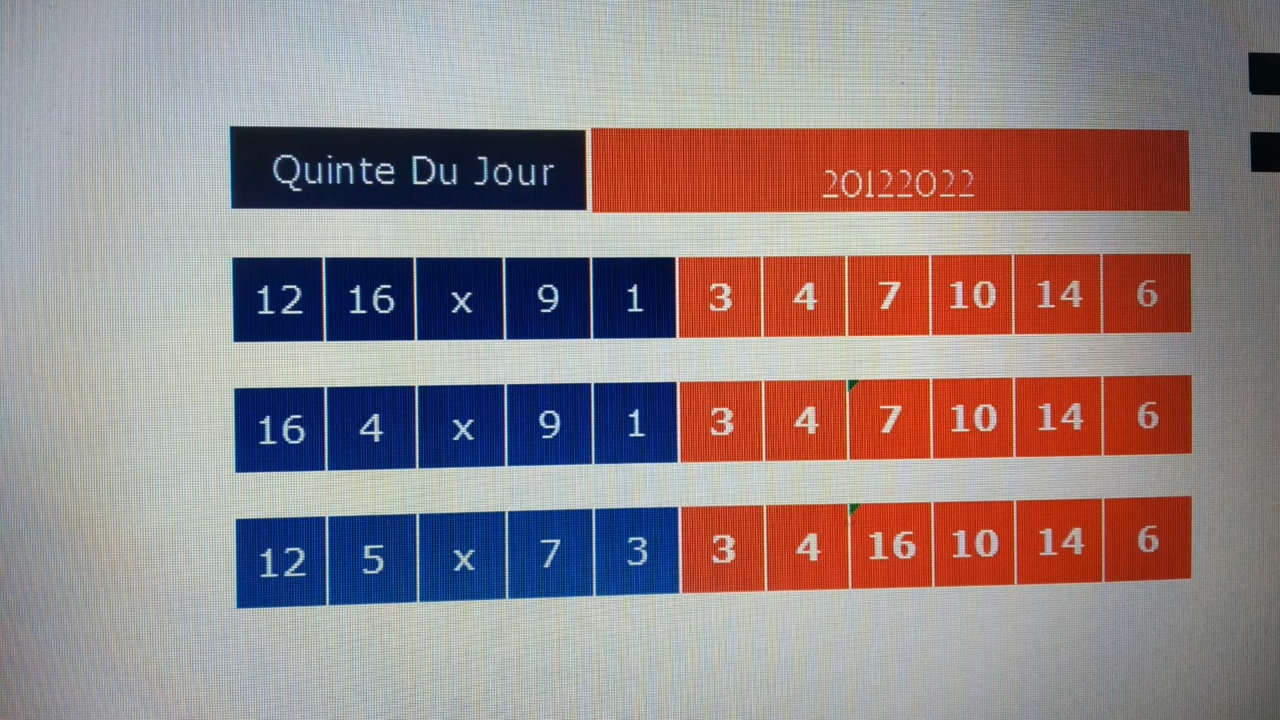 Quinte Du Jour 20122022
12 16 x 9 1 3 4 7 10 14 6
16 4 x 9 1 3 4 7 10 14 6
12 5 x 7 3 3 4 16 10 14 6